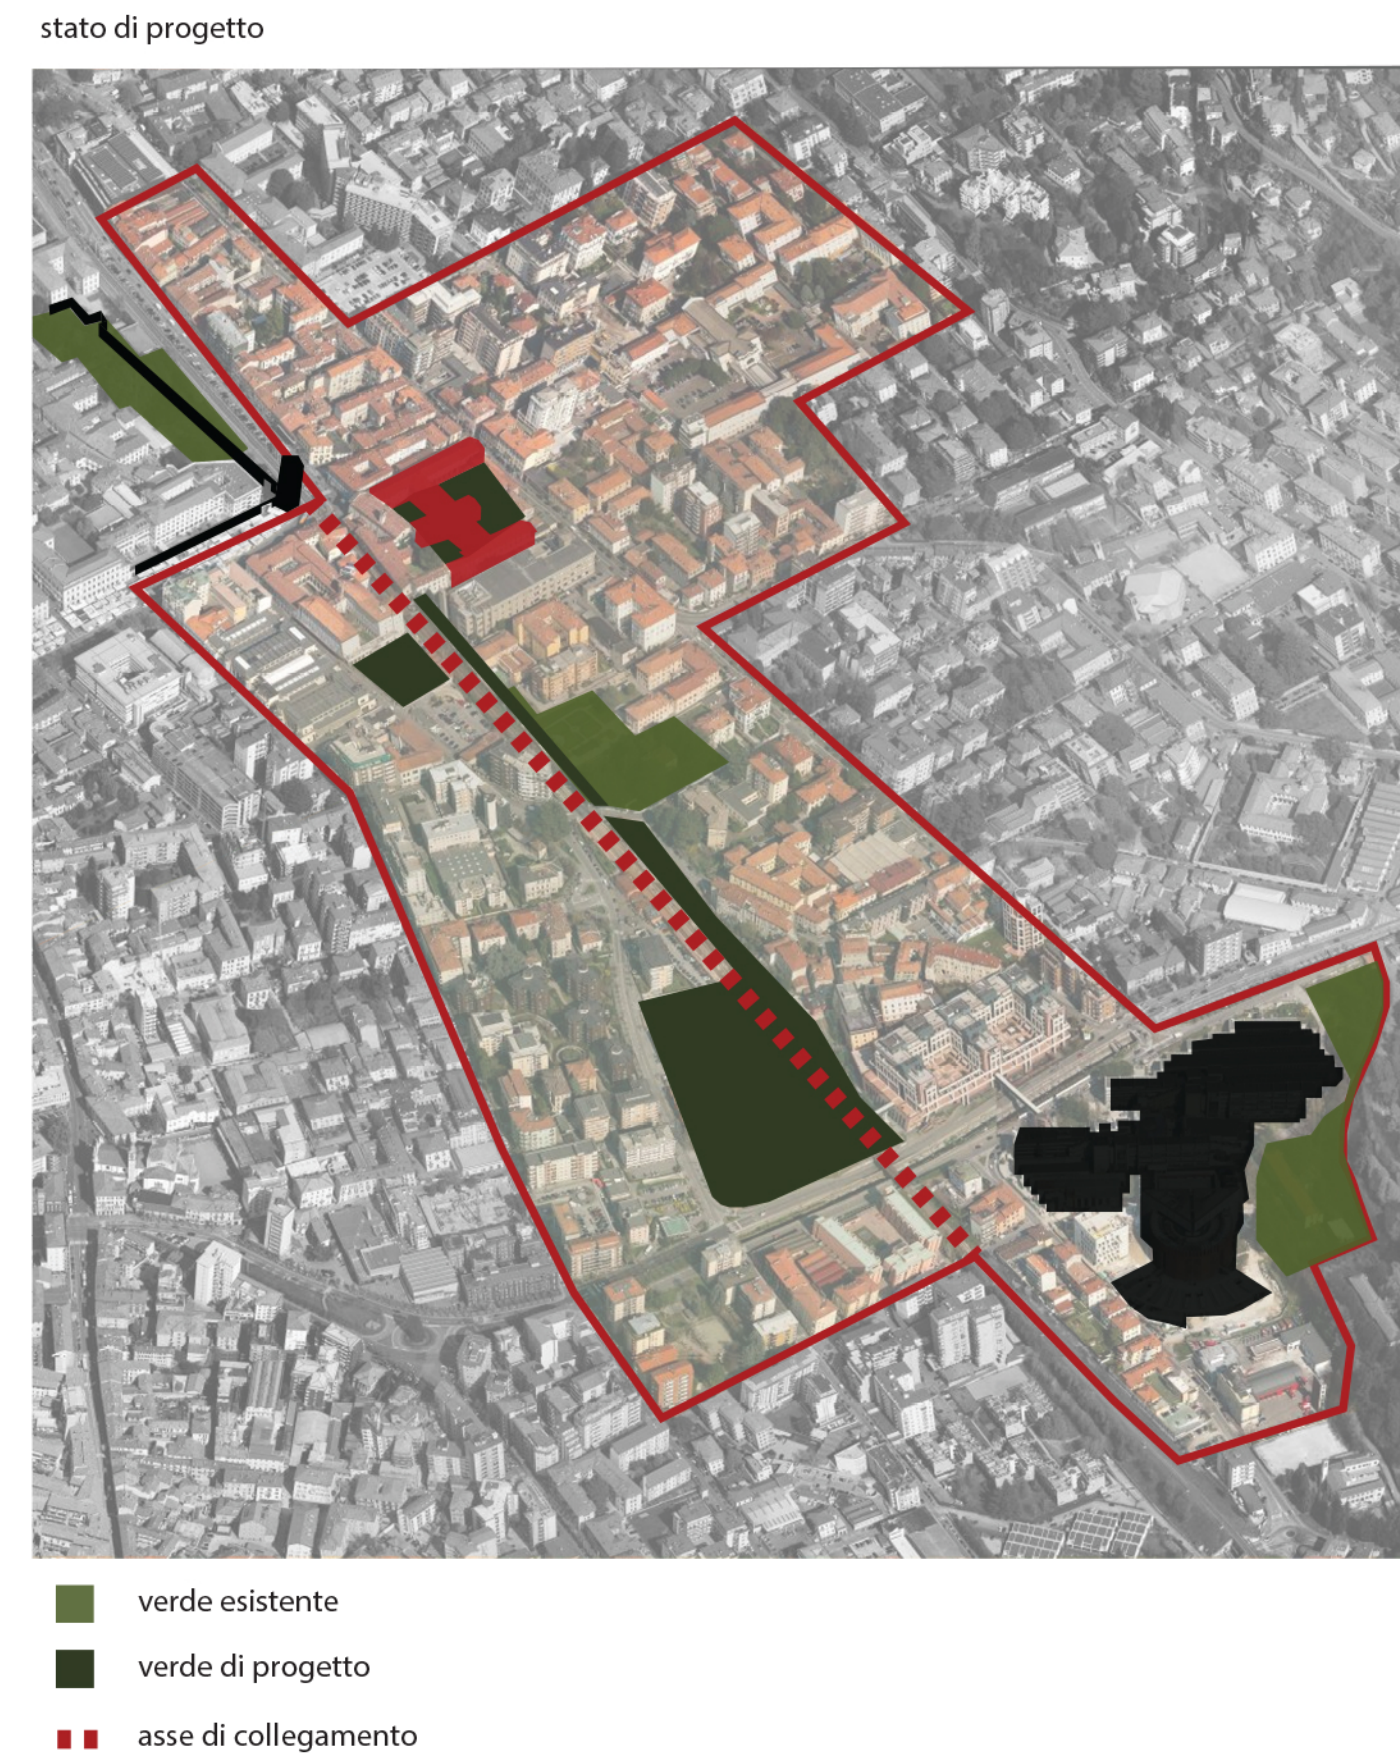 stato di progetto
verde esistente
verde di progetto
asse di collegamento